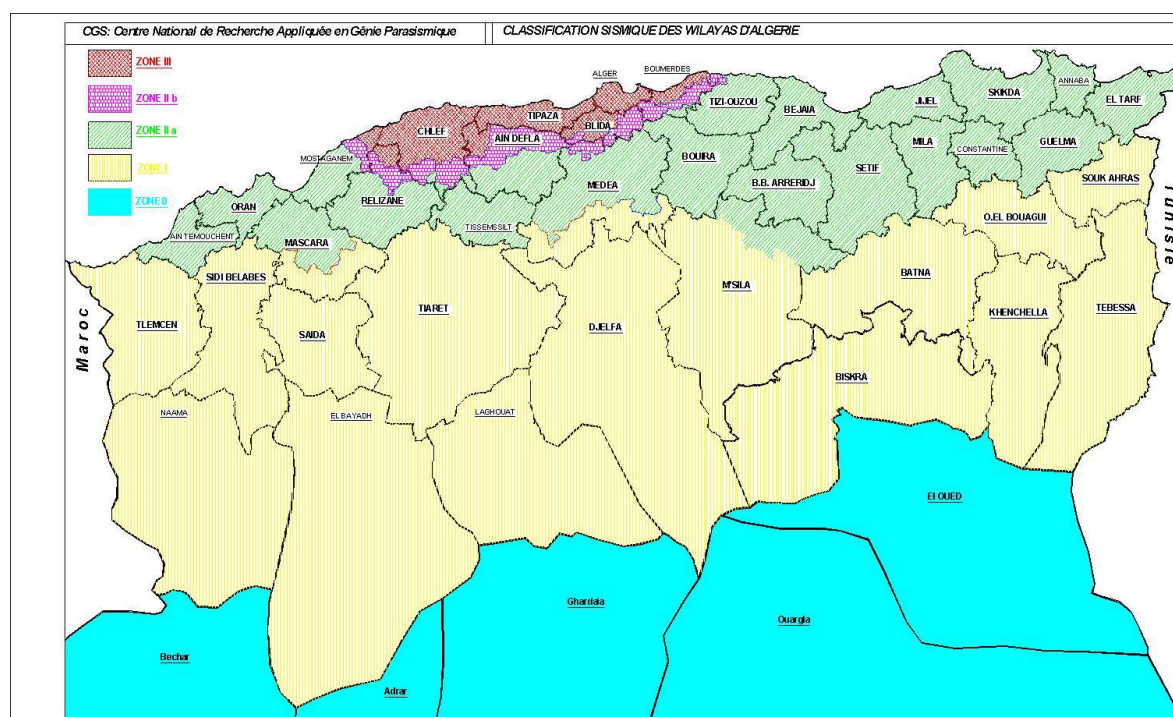 CGS: Centre National de Recherche Appliquée en Génie Parasismique
CLASSIFICATION SISMIQUE DES WILAYAS D'ALGERIE
ZONE III
ZONE II b
ZONE II a
ZONE I
ZONE 0
BOUMERDES
ALGER
TIPAZA
BLIDA
CHLEF
AIN DEFLA
TIZI-OUZOU
BEJAIA
JIJEL
SKIKDA
ANNABA
EL TARF
MOSTAGANEM
RELIZANE
MEDEA
BOUIRA
B.B. ARRERIDJ
SETIF
MILA
CONSTANTINE
GUELMA
SOUK AHRAS
ORAN
AIN TEMOUCHENT
MASCARA
TISSEMSSILT
O.EL BOUAGUI
SIDI BELABES
TLEMCEN
SAIDA
TIARET
DJELFA
M'SILA
BATNA
KHENCHELLA
TEBESSA
BISKRA
NAAMA
EL BAYADH
LAGHOUAT
El OUED
Ghardaia
Ouargla
Bechar
Adrar
Maroc
Tunisie